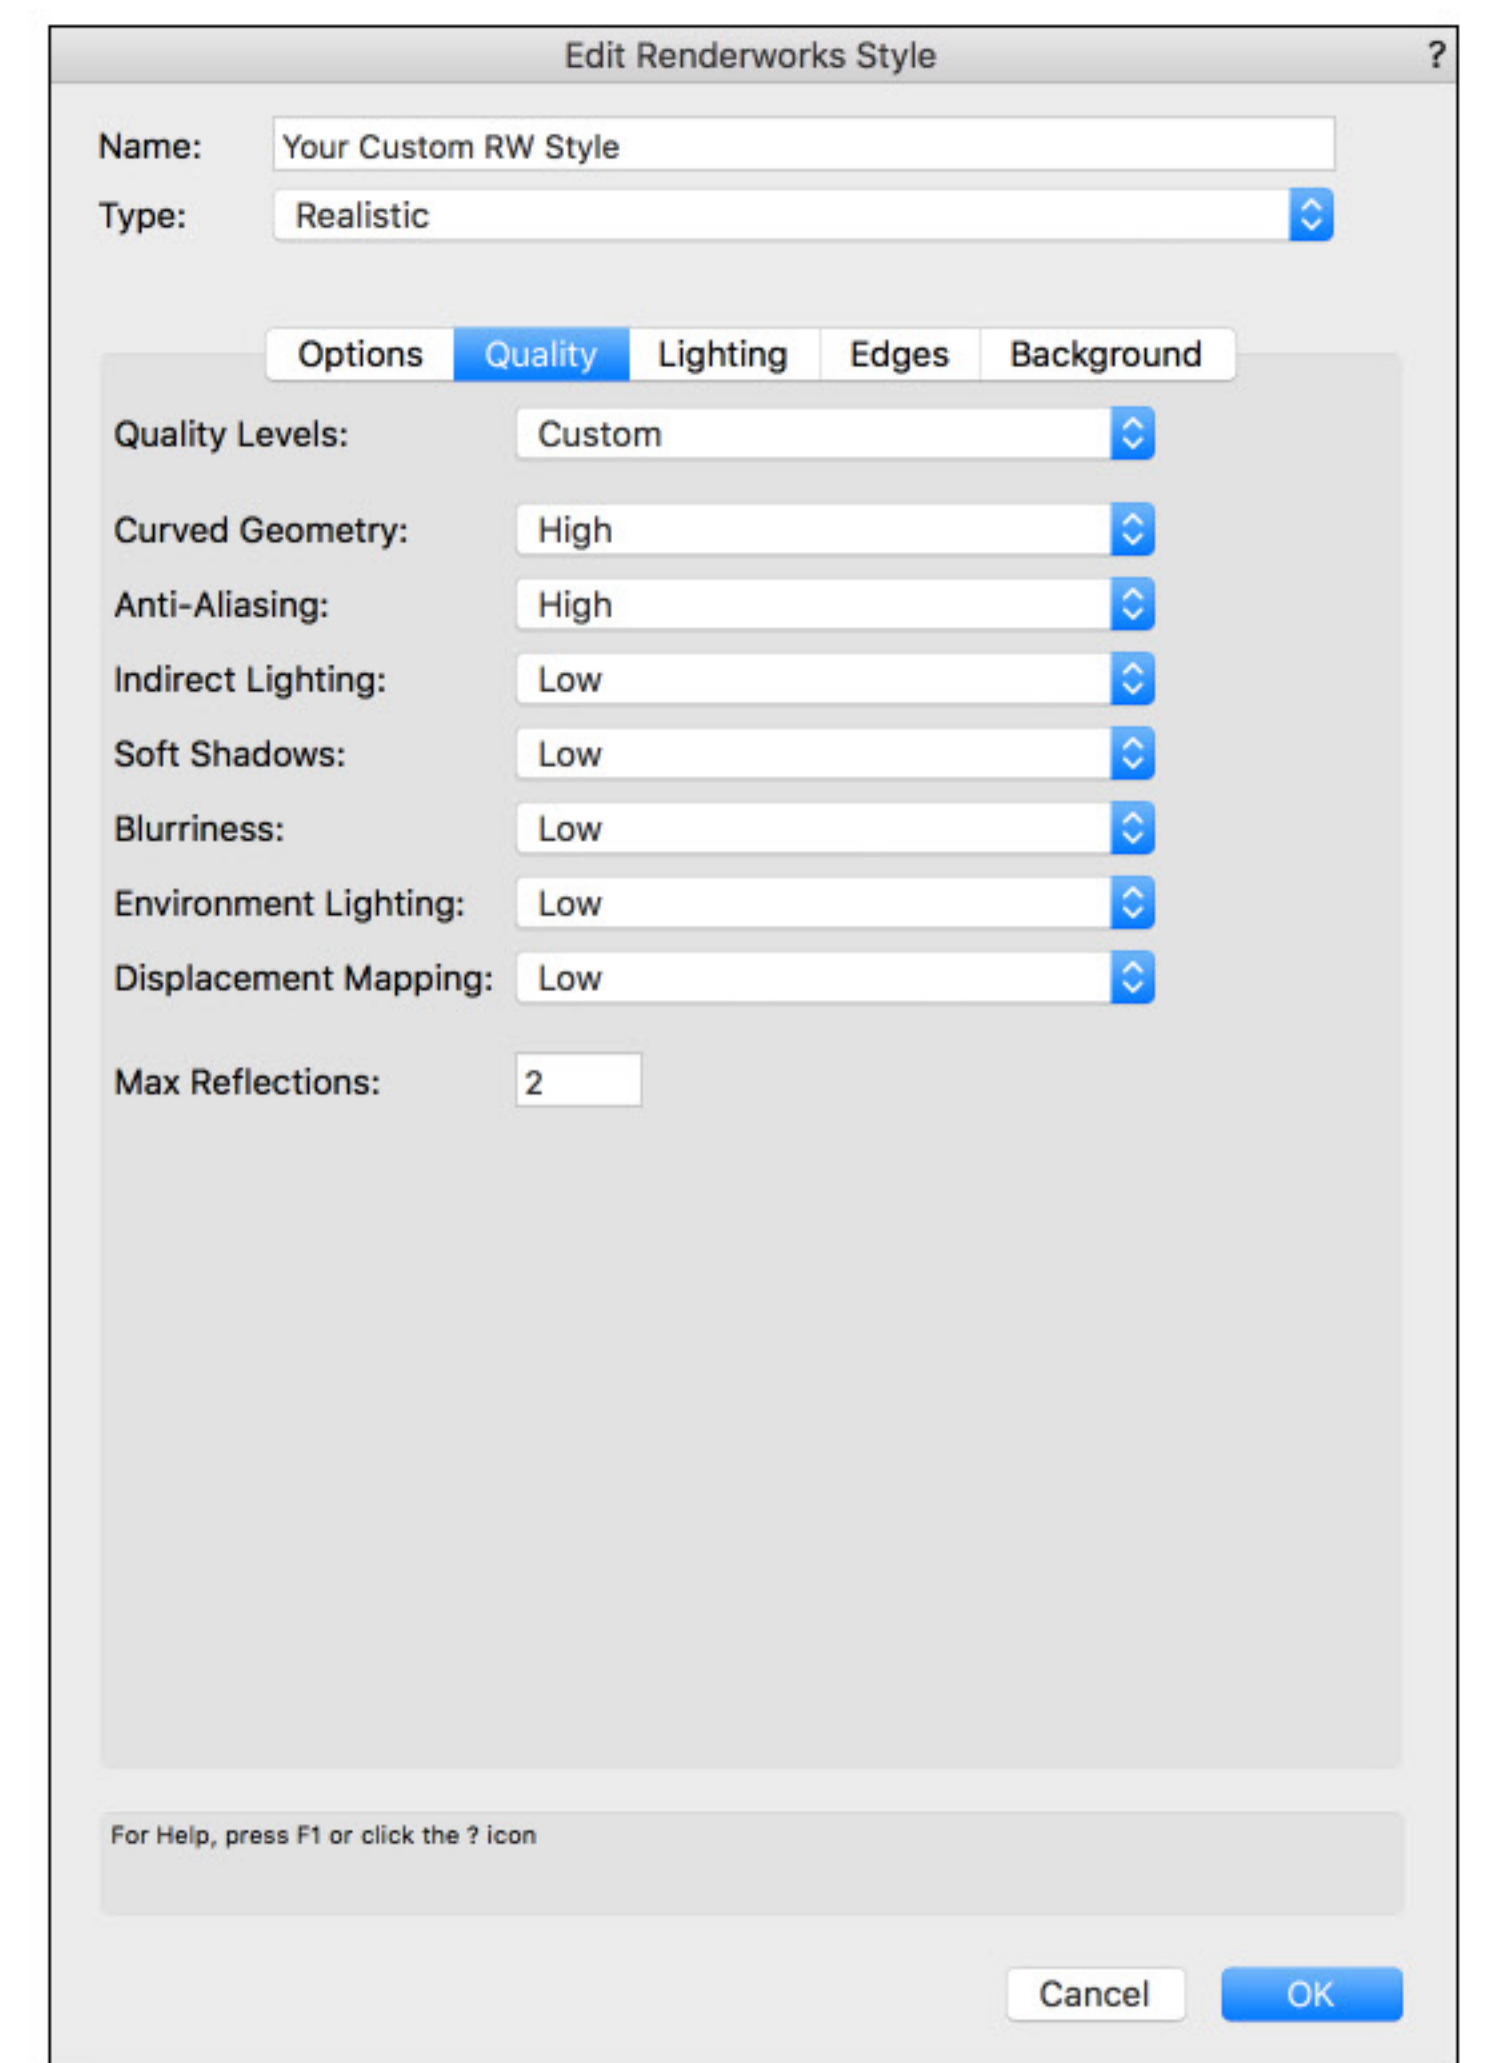 Edit Renderworks Style ?
Name: Your Custom RW Style
Type: Realistic
Options Quality Lighting Edges Background
Quality Levels: Custom
Curved Geometry: High
Anti-Aliasing: High
Indirect Lighting: Low
Soft Shadows: Low
Blurriness: Low
Environment Lighting: Low
Displacement Mapping: Low
Max Reflections: 2
For Help, press F1 or click the ? icon
Cancel OK